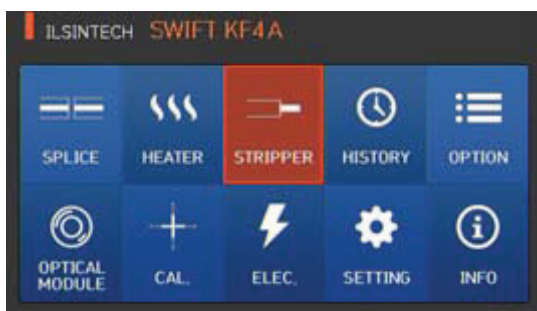 ILSINTECH SWIFT KF4A
SPLICE HEATER STRIPPER HISTORY OPTION
OPTICAL MODULE CAL. ELEC. SETTING INFO